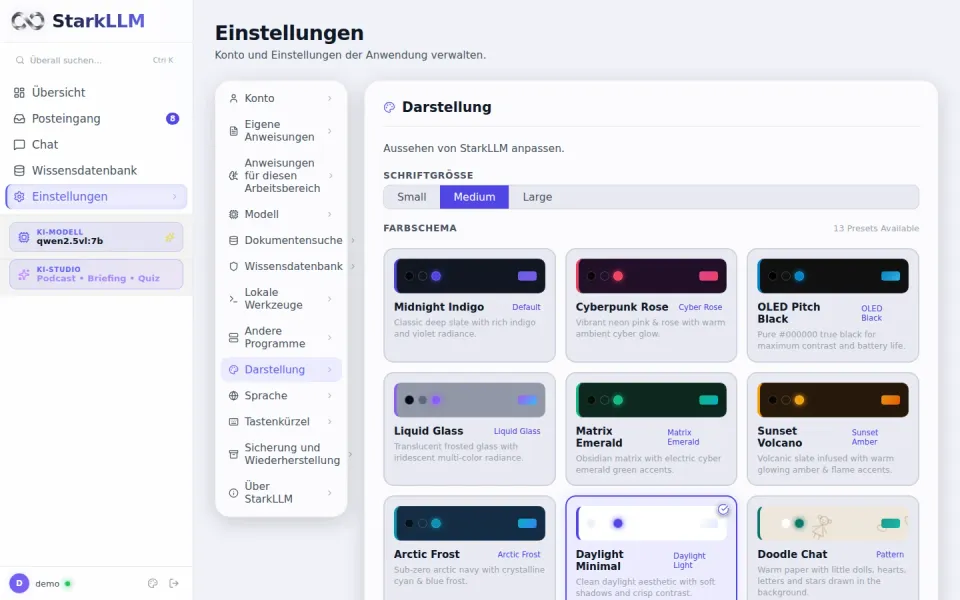 StarkLLM
Überall suchen...
Ctrl K
Übersicht
Posteingang
8
Chat
Wissensdatenbank
Einstellungen
KI-MODELL
qwen2.5vl:7b
KI-STUDIO
Podcast • Briefing • Quiz
D
demo
Einstellungen
Konto und Einstellungen der Anwendung verwalten.
Konto
Eigene
Anweisungen
Anweisungen
für diesen
Arbeitsbereich
Modell
Dokumentensuche
Wissensdatenbank
Lokale
Werkzeuge
Andere
Programme
Darstellung
Sprache
Tastenkürzel
Sicherung und
Wiederherstellung
Über
StarkLLM
Darstellung
Aussehen von StarkLLM anpassen.
SCHRIFTGRÖSSE
Small
Medium
Large
FARBSCHEMA
13 Presets Available
Midnight Indigo
Default
Classic deep slate with rich indigo
and violet radiance.
Cyberpunk Rose
Cyber Rose
Vibrant neon pink & rose with warm
ambient cyber glow.
OLED Pitch
Black
OLED
Black
Pure #000000 true black for
maximum contrast and battery life.
Liquid Glass
Liquid Glass
Translucent frosted glass with
iridescent multi-color radiance.
Matrix
Emerald
Matrix
Emerald
Obsidian matrix with electric cyber
emerald green accents.
Sunset
Volcano
Sunset
Amber
Volcanic slate infused with warm
glowing amber & flame accents.
Arctic Frost
Arctic Frost
Sub-zero arctic navy with crystalline
cyan & blue frost.
Daylight
Minimal
Daylight
Light
Clean daylight aesthetic with soft
shadows and crisp contrast.
Doodle Chat
Pattern
Warm paper with little dolls, hearts,
letters and stars drawn in the
background.